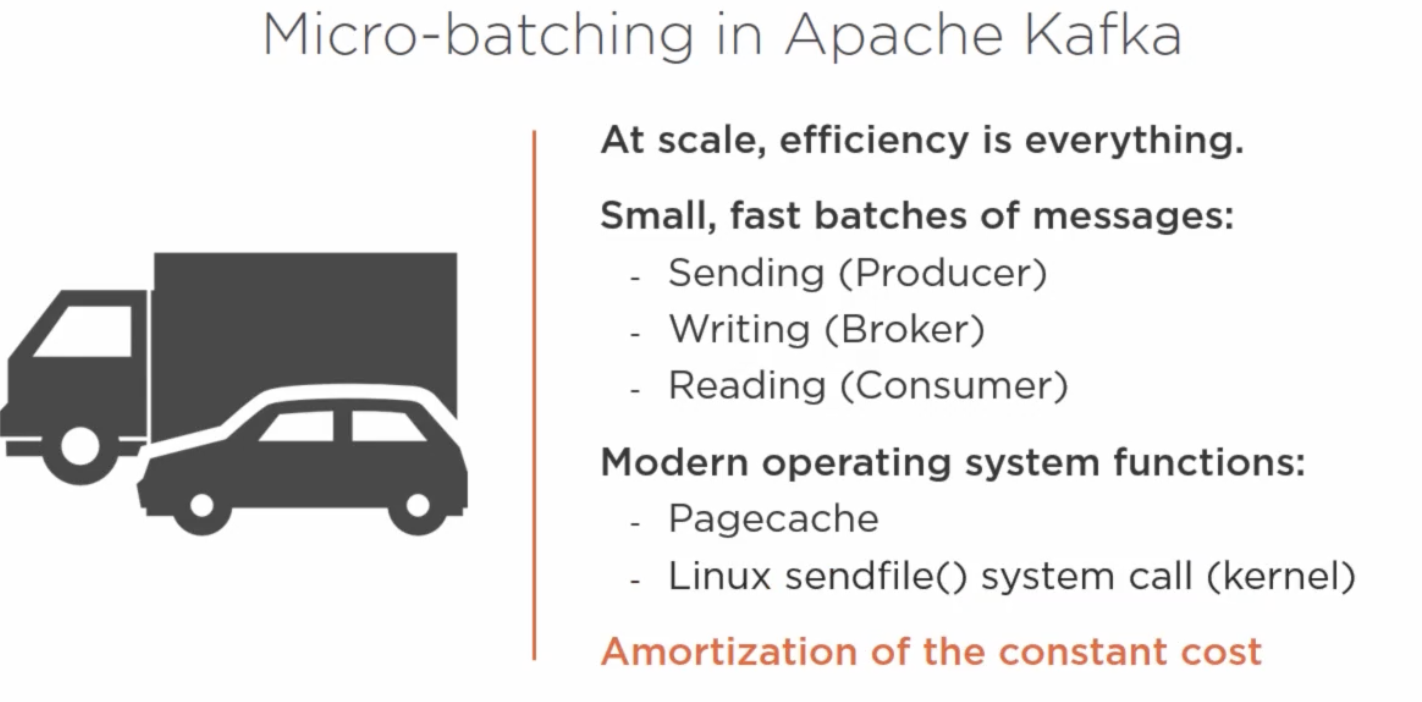 Micro-batching in Apache Kafka
At scale, efficiency is everything.
Small, fast batches of messages:
- Sending (Producer)
- Writing (Broker)
- Reading (Consumer)
Modern operating system functions:
- Pagecache
- Linux sendfile() system call (kernel)
Amortization of the constant cost